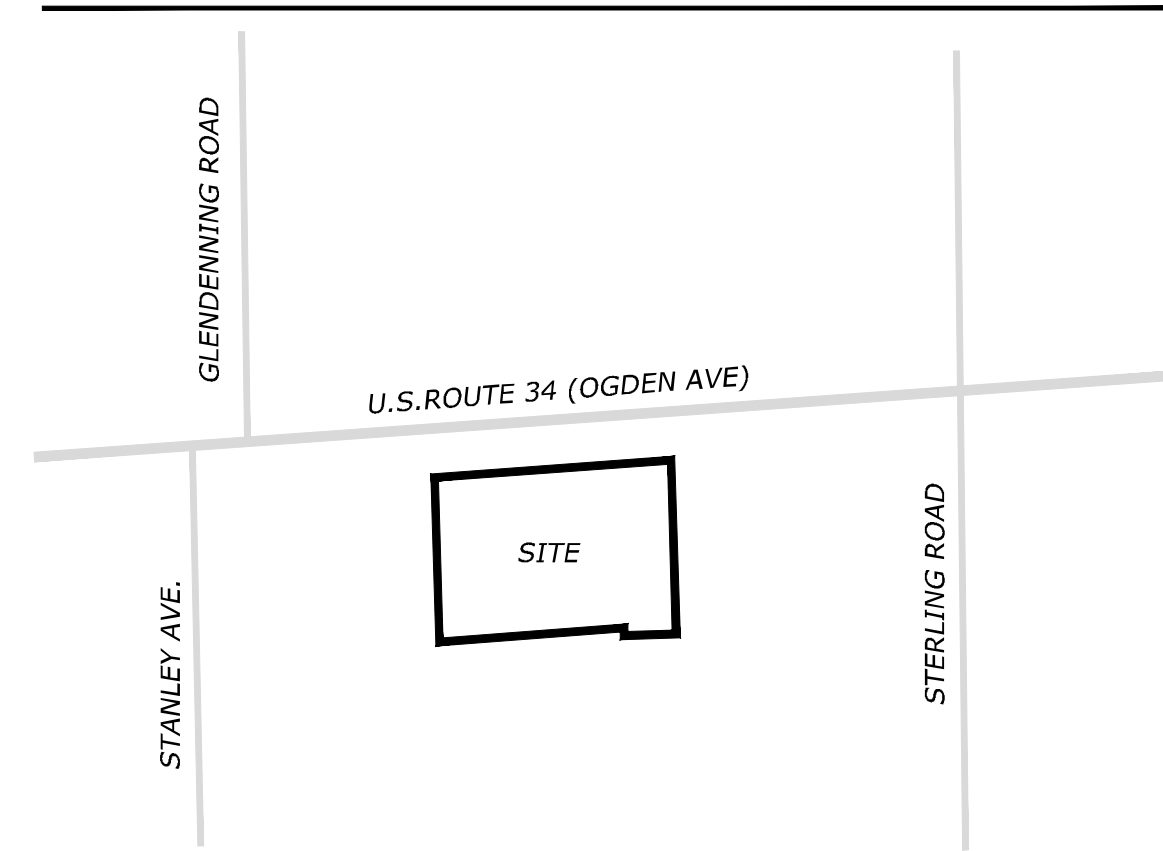 GLENDENNING ROAD
U.S.ROUTE 34 (OGDEN AVE)
SITE
STANLEY AVE.
STERLING ROAD